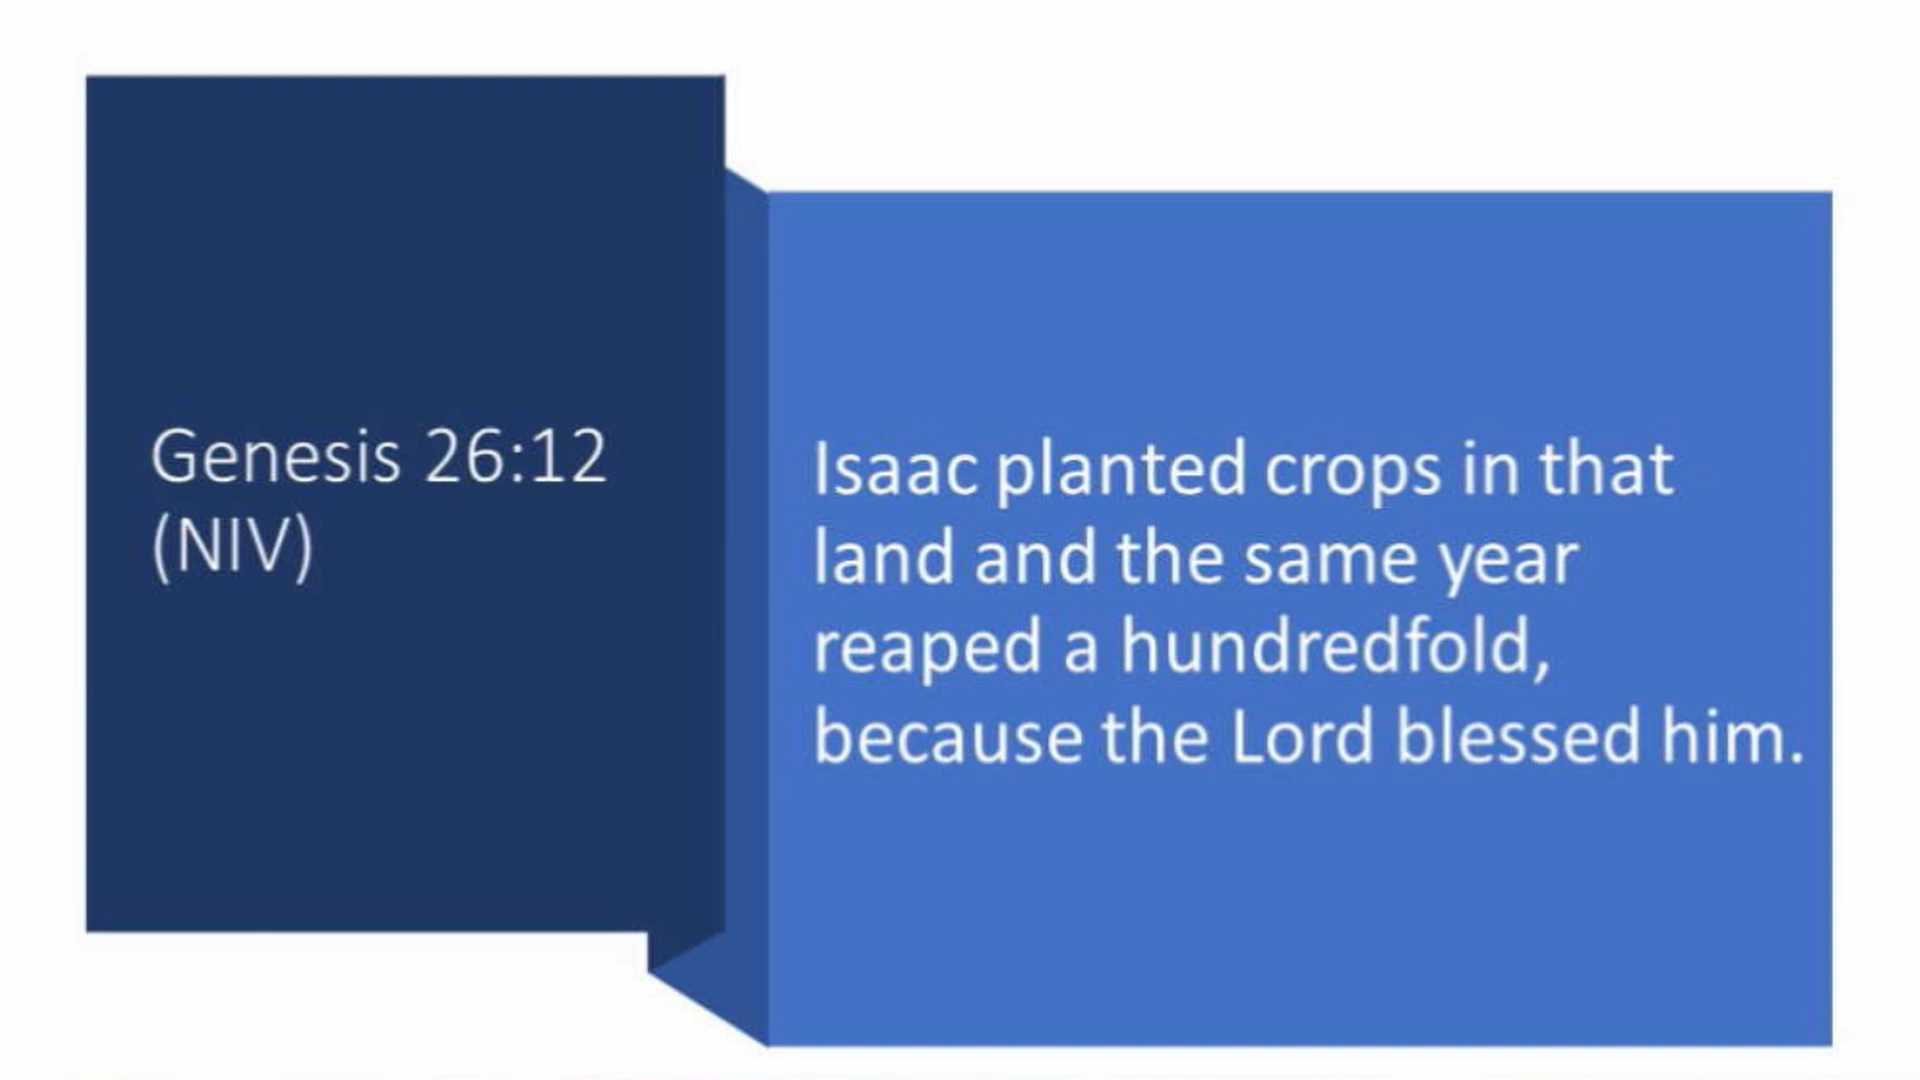 Genesis 26:12
(NIV)
Isaac planted crops in that
land and the same year
reaped a hundredfold,
because the Lord blessed him.